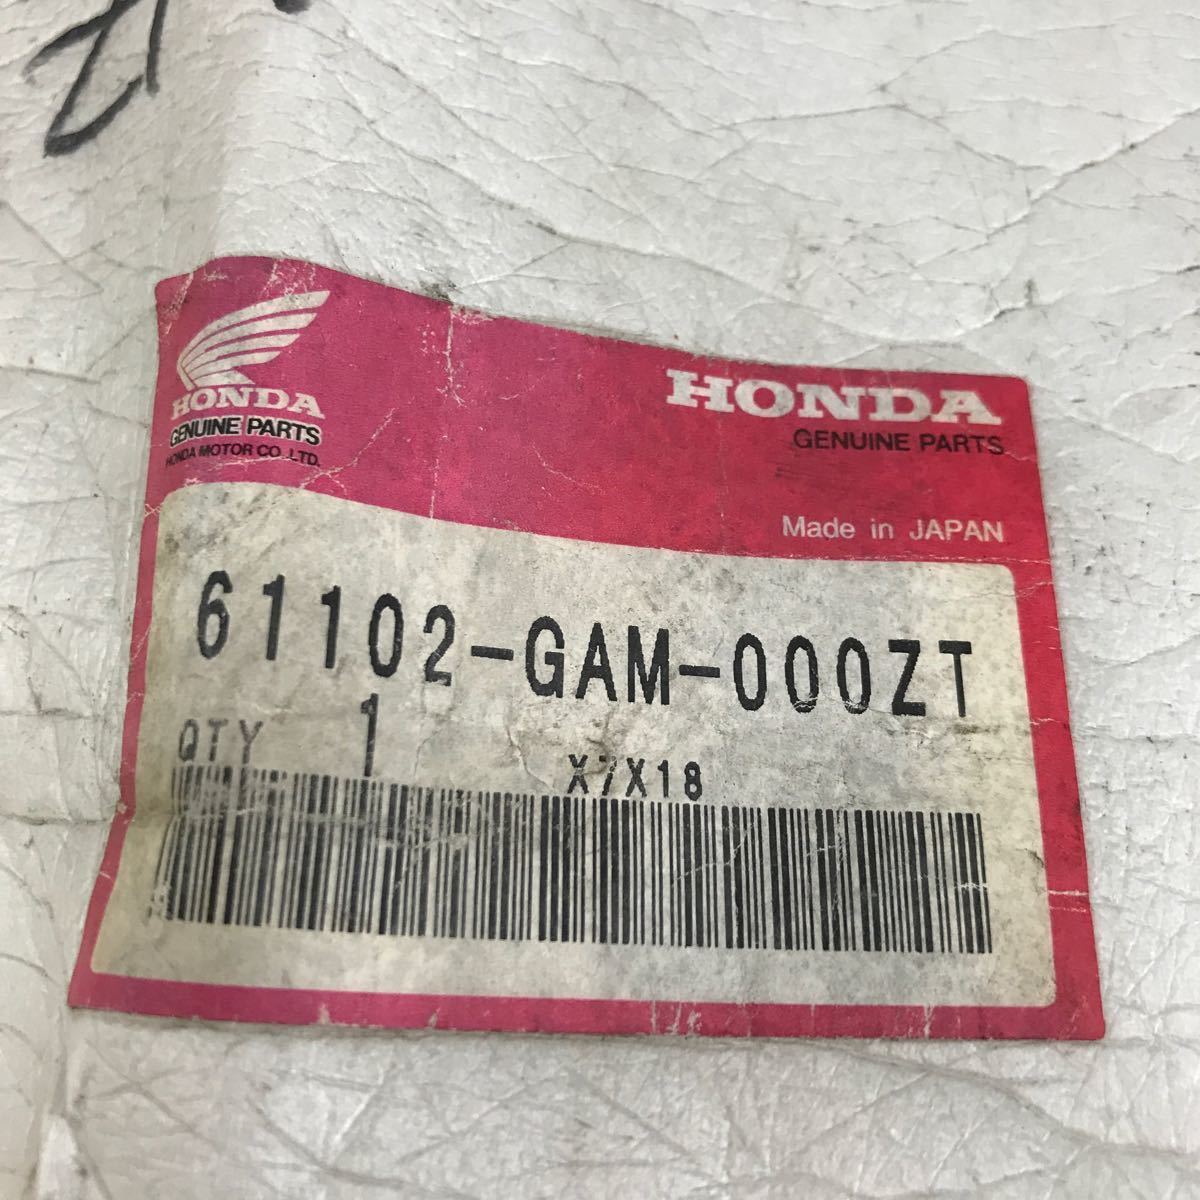 HONDA
GENUINE PARTS
HONDA MOTOR CO., LTD.
HONDA
GENUINE PARTS
Made in JAPAN
61102-GAM-000ZT
QTY 1
X7X18